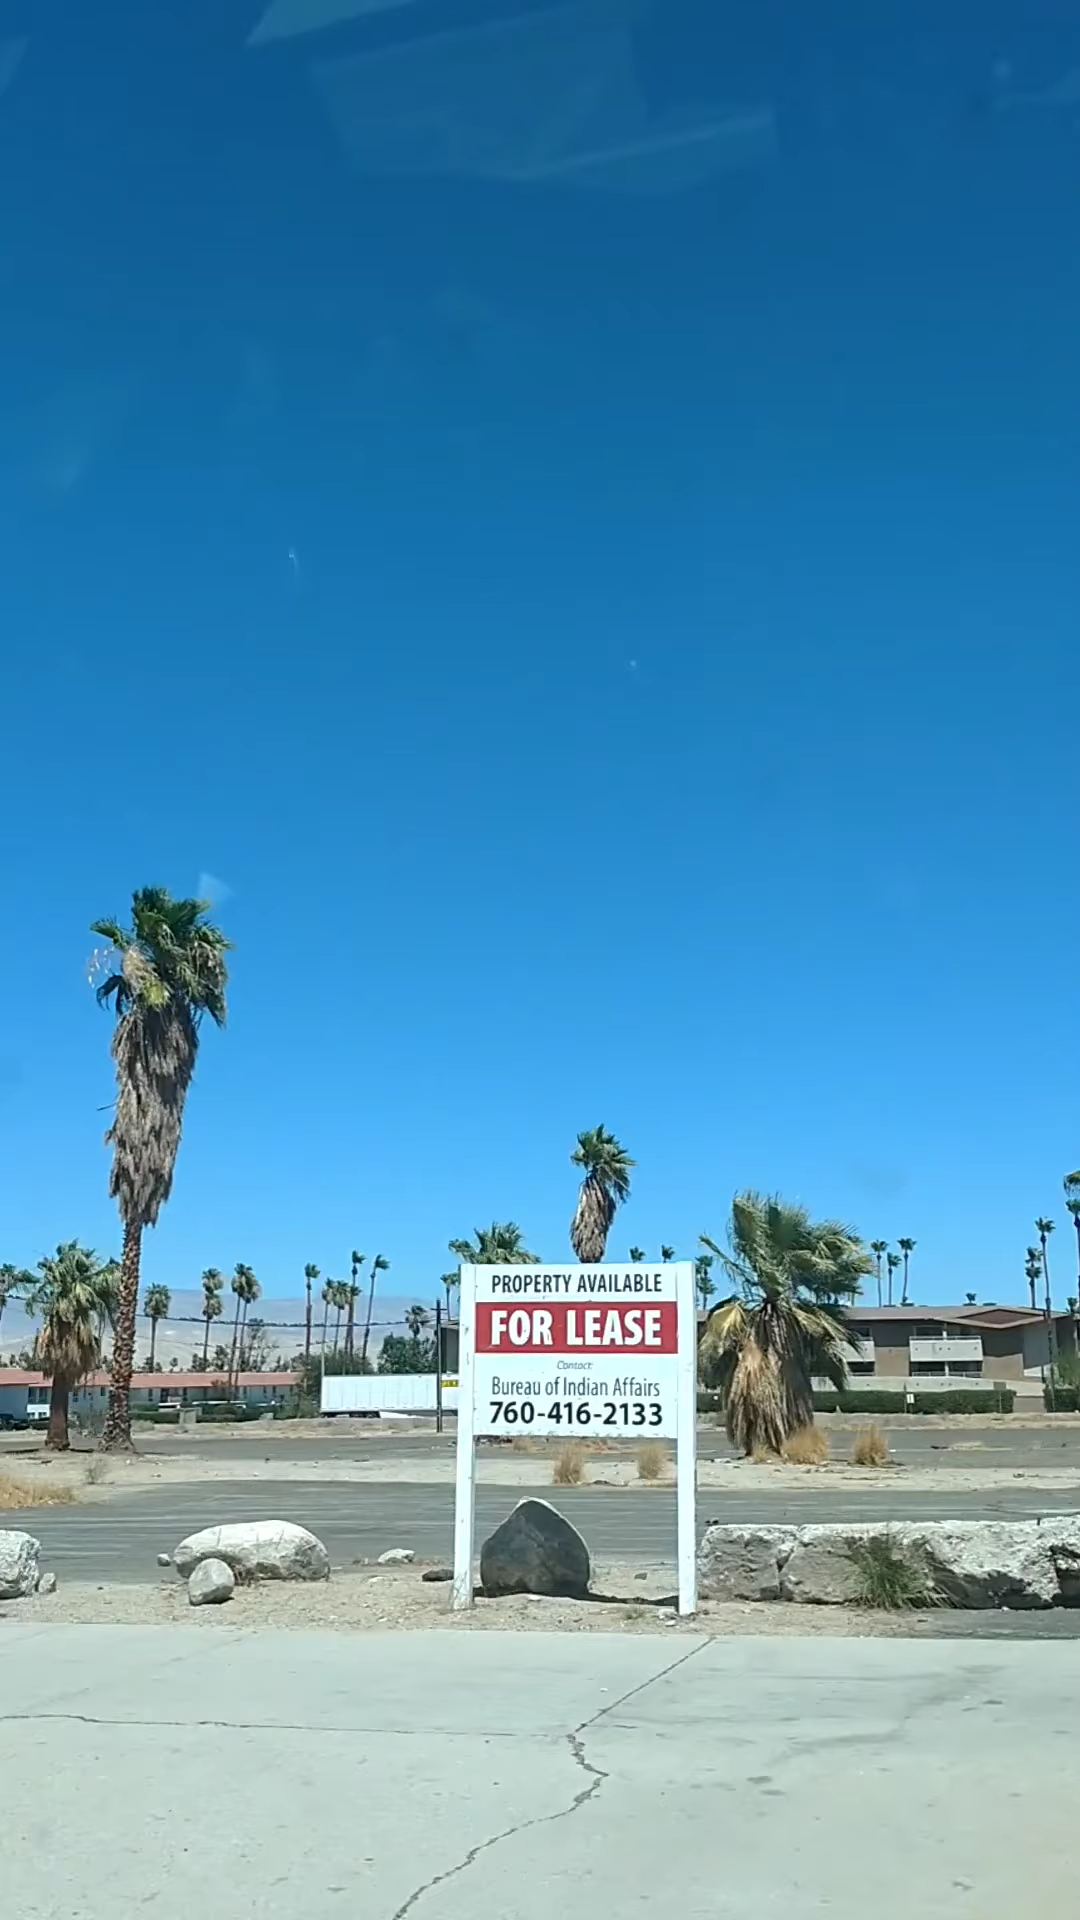 PROPERTY AVAILABLE
FOR LEASE
Contact:
Bureau of Indian Affairs
760-416-2133